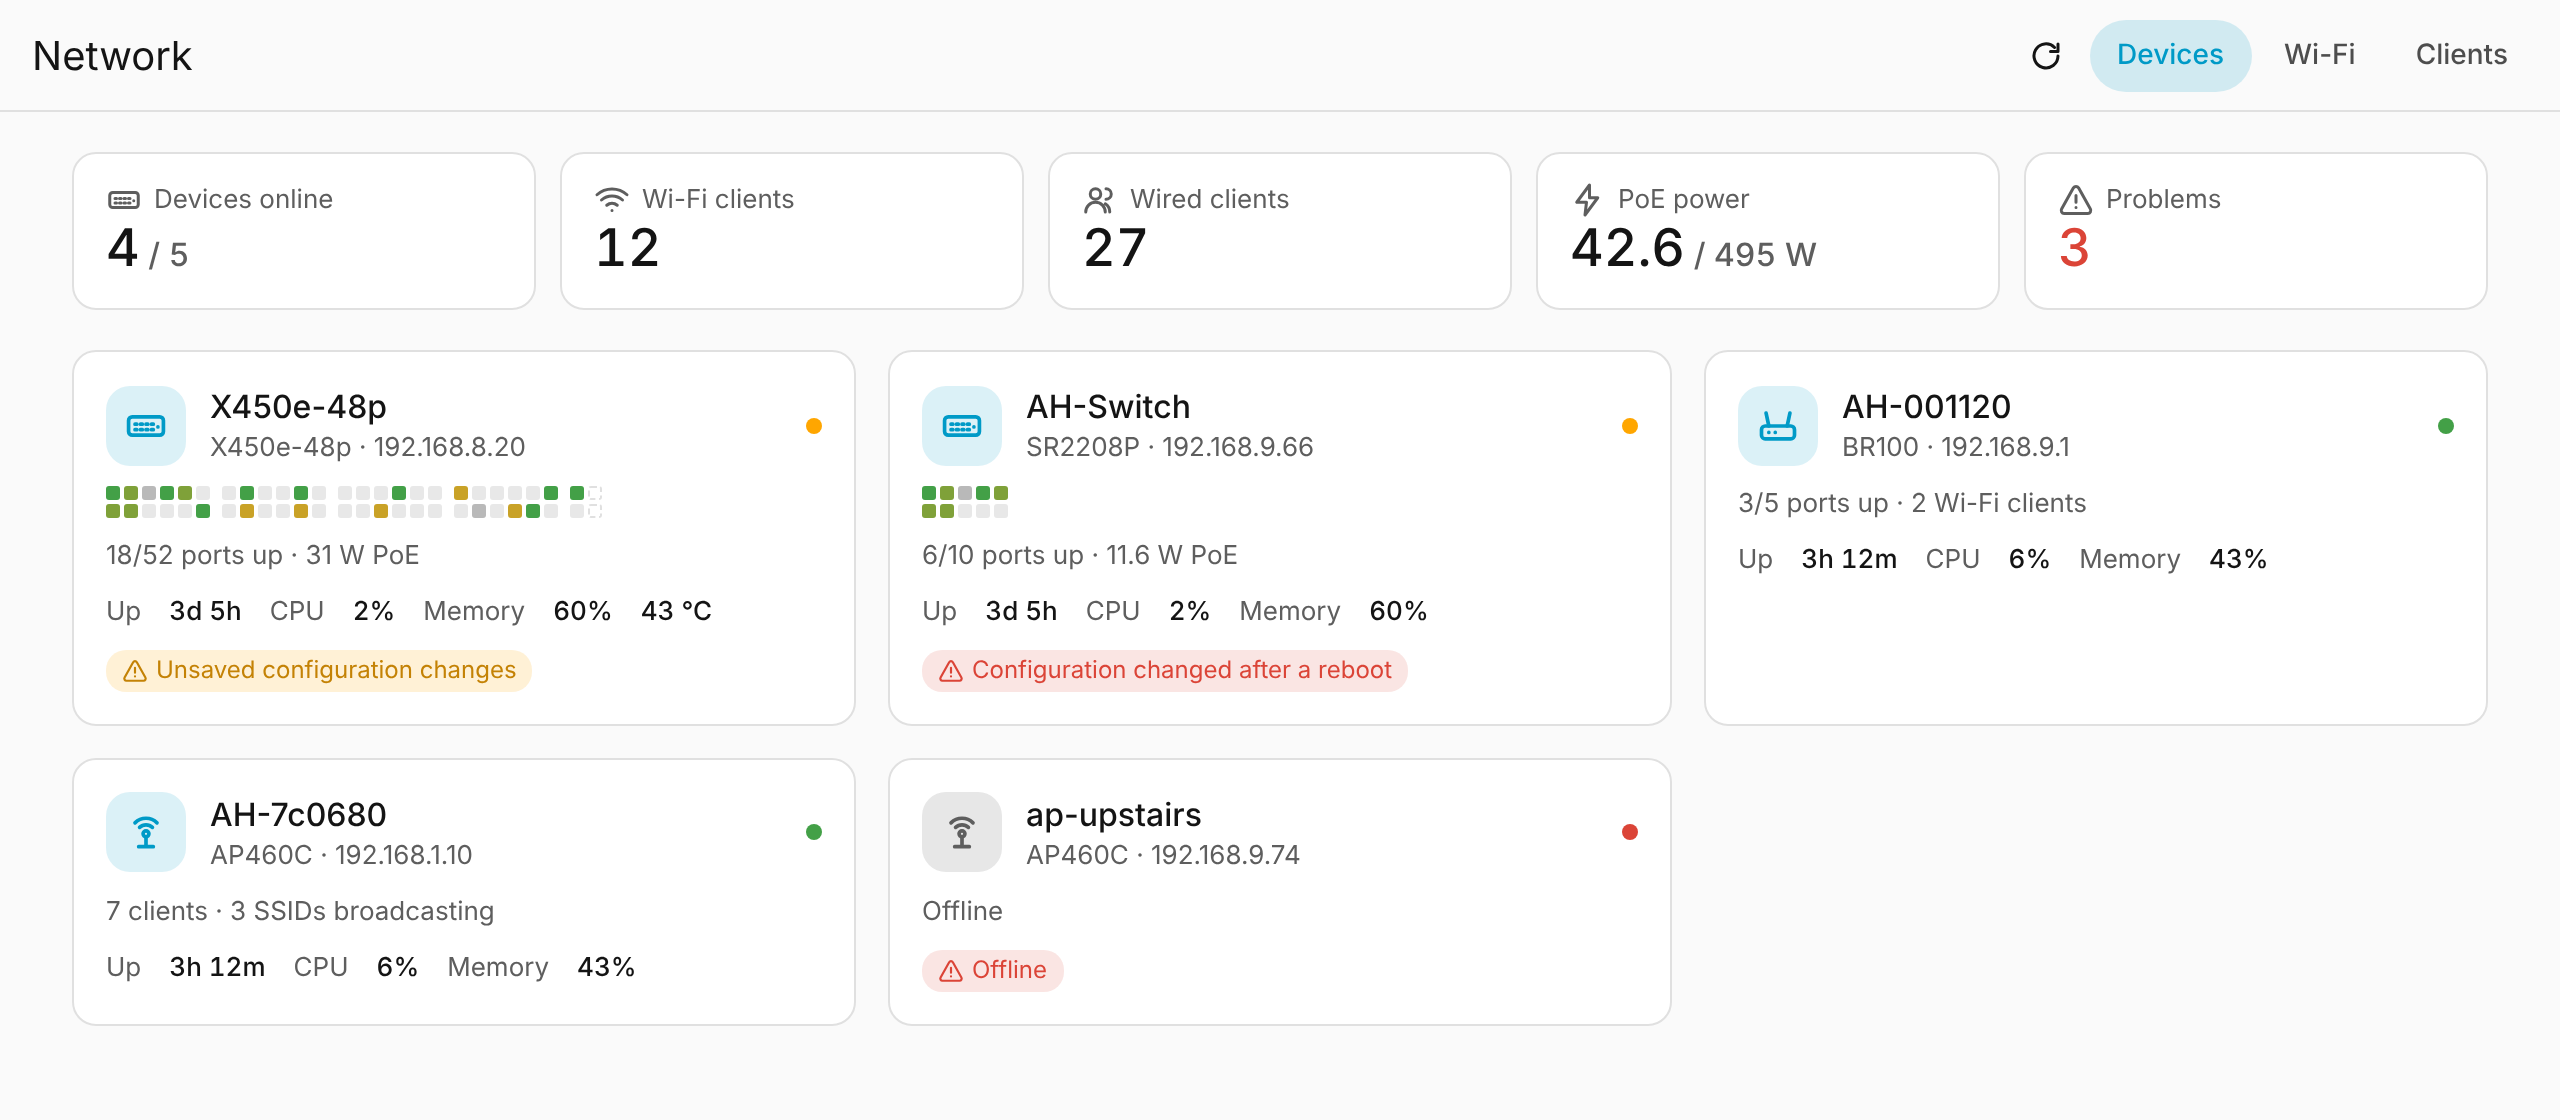 Network
Devices Wi-Fi Clients
Devices online
4 / 5
Wi-Fi clients
12
Wired clients
27
PoE power
42.6 / 495 W
Problems
3
X450e-48p
X450e-48p · 192.168.8.20
18/52 ports up · 31 W PoE
Up 3d 5h CPU 2% Memory 60% 43 °C
Unsaved configuration changes
AH-Switch
SR2208P · 192.168.9.66
6/10 ports up · 11.6 W PoE
Up 3d 5h CPU 2% Memory 60%
Configuration changed after a reboot
AH-001120
BR100 · 192.168.9.1
3/5 ports up · 2 Wi-Fi clients
Up 3h 12m CPU 6% Memory 43%
AH-7c0680
AP460C · 192.168.1.10
7 clients · 3 SSIDs broadcasting
Up 3h 12m CPU 6% Memory 43%
ap-upstairs
AP460C · 192.168.9.74
Offline
Offline